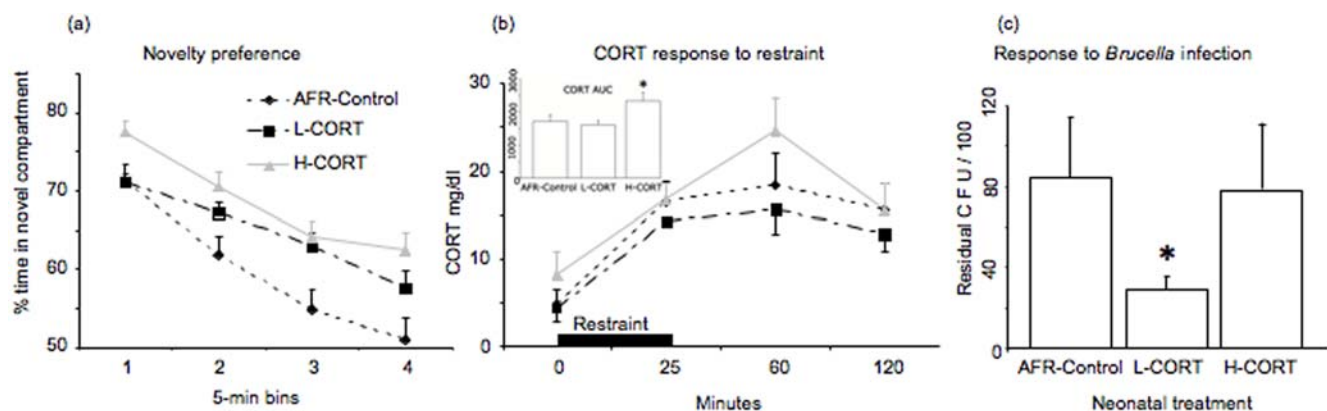 (a)
Novelty preference
% time in novel compartment
80
70
60
50
AFR-Control
L-CORT
H-CORT
1 2 3 4
5-min bins
(b)
CORT response to restraint
CORT mg/dl
30
20
10
0
CORT AUC
*
3000
2000
1000
0
AFR-Control L-CORT H-CORT
Restraint
0 25 60 120
Minutes
(c)
Response to Brucella infection
Residual C F U / 100
120
80
40
0
*
AFR-Control L-CORT H-CORT
Neonatal treatment